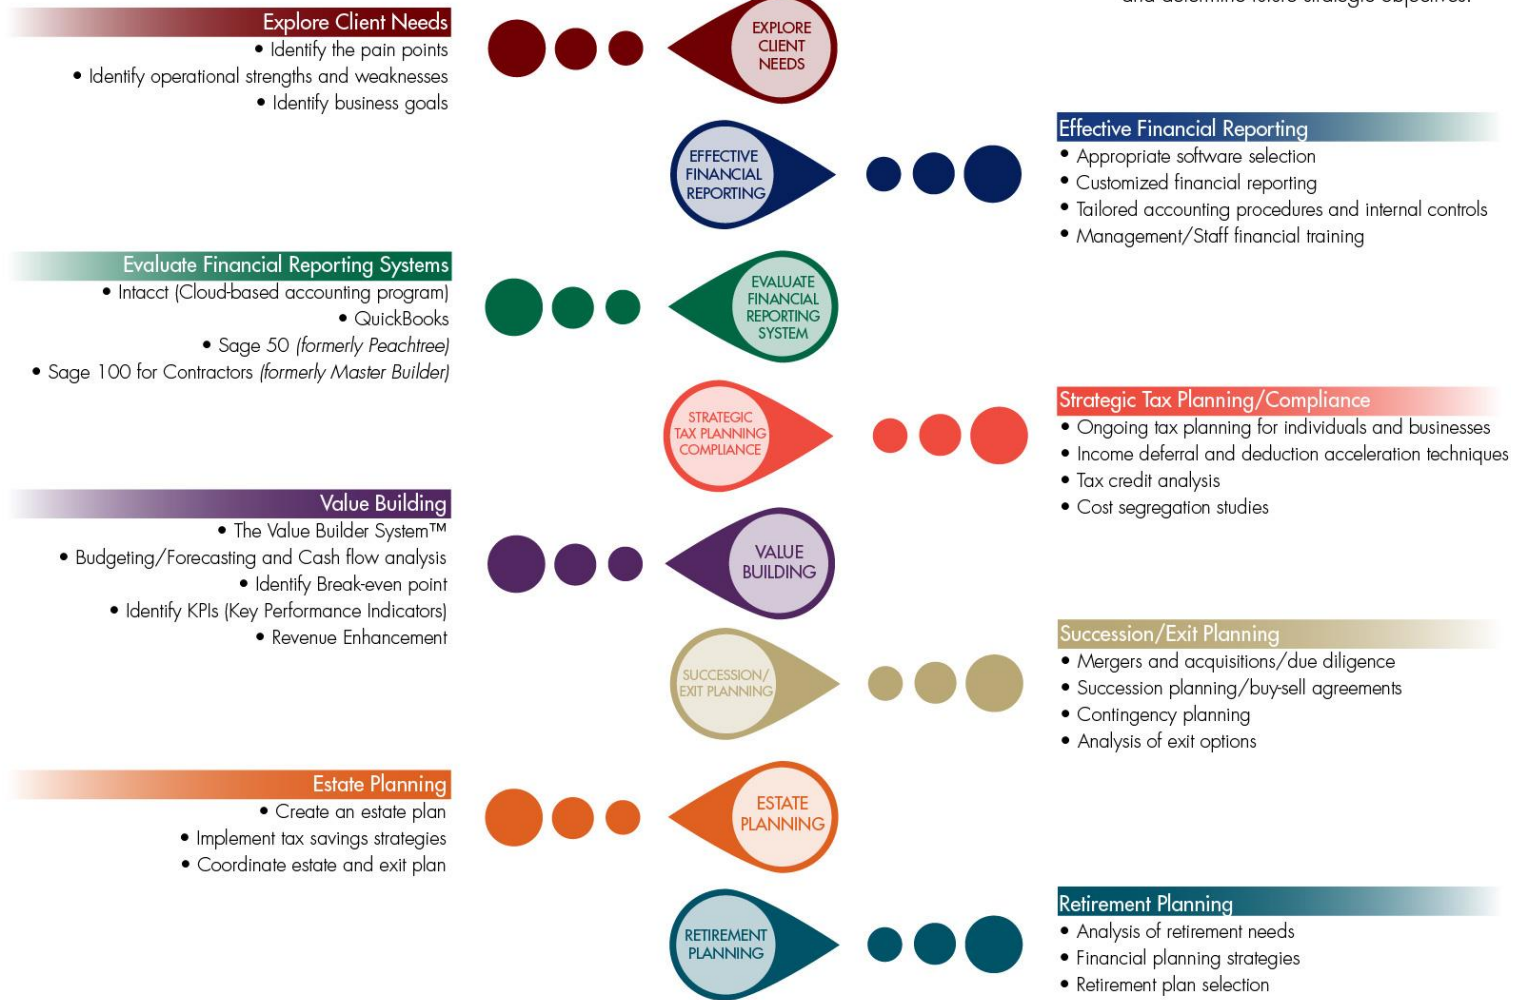 and determine future strategic objectives.
Explore Client Needs
• Identify the pain points
• Identify operational strengths and weaknesses
• Identify business goals
EXPLORE
CLIENT
NEEDS
EFFECTIVE
FINANCIAL
REPORTING
Effective Financial Reporting
• Appropriate software selection
• Customized financial reporting
• Tailored accounting procedures and internal controls
• Management/Staff financial training
Evaluate Financial Reporting Systems
• Intacct (Cloud-based accounting program)
• QuickBooks
• Sage 50 (formerly Peachtree)
• Sage 100 for Contractors (formerly Master Builder)
EVALUATE
FINANCIAL
REPORTING
SYSTEM
STRATEGIC
TAX PLANNING
COMPLIANCE
Strategic Tax Planning/Compliance
• Ongoing tax planning for individuals and businesses
• Income deferral and deduction acceleration techniques
• Tax credit analysis
• Cost segregation studies
Value Building
• The Value Builder System™
• Budgeting/Forecasting and Cash flow analysis
• Identify Break-even point
• Identify KPIs (Key Performance Indicators)
• Revenue Enhancement
VALUE
BUILDING
SUCCESSION/
EXIT PLANNING
Succession/Exit Planning
• Mergers and acquisitions/due diligence
• Succession planning/buy-sell agreements
• Contingency planning
• Analysis of exit options
Estate Planning
• Create an estate plan
• Implement tax savings strategies
• Coordinate estate and exit plan
ESTATE
PLANNING
RETIREMENT
PLANNING
Retirement Planning
• Analysis of retirement needs
• Financial planning strategies
• Retirement plan selection